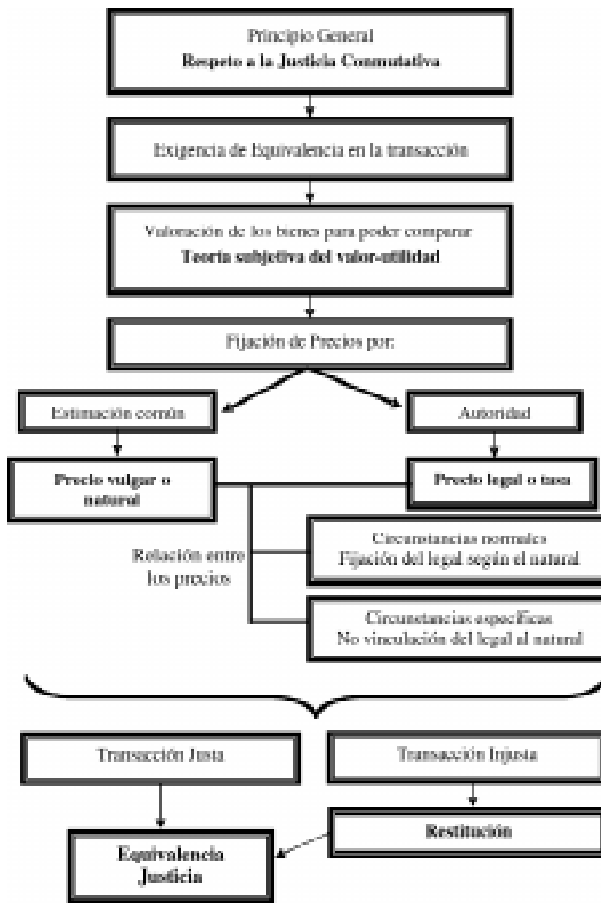 Principio General
Respeto a la Justicia Conmutativa
Exigencia de Equivalencia en la transacción
Valoración de los bienes para poder comparar
Teoría subjetiva del valor-utilidad
Fijación de Precios por:
Estimación común
Autoridad
Precio vulgar o
natural
Precio legal o tasa
Relación entre
los precios
Circunstancias normales
Fijación del legal según el natural
Circunstancias específicas
No vinculación del legal al natural
Transacción Justa
Transacción Injusta
Equivalencia
Justicia
Restitución